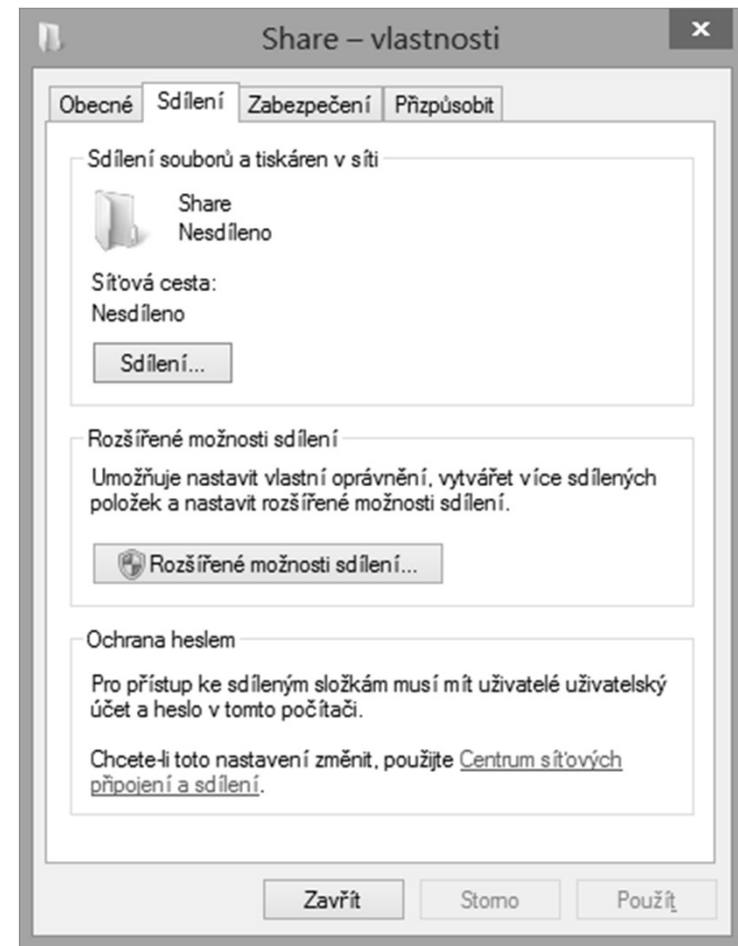 Share – vlastnosti
x
Obecné Sdílení Zabezpečení Přizpůsobit
Sdílení souborů a tiskáren v síti
Share
Nesdíleno
Síťová cesta:
Nesdíleno
Sdílení...
Rozšířené možnosti sdílení
Umožňuje nastavit vlastní oprávnění, vytvářet více sdílených
položek a nastavit rozšířené možnosti sdílení.
Rozšířené možnosti sdílení...
Ochrana heslem
Pro přístup ke sdíleným složkám musí mít uživatelé uživatelský
účet a heslo v tomto počítači.
Chcete-li toto nastavení změnit, použijte Centrum síťových
připojení a sdílení.
Zavřít Storno Použít